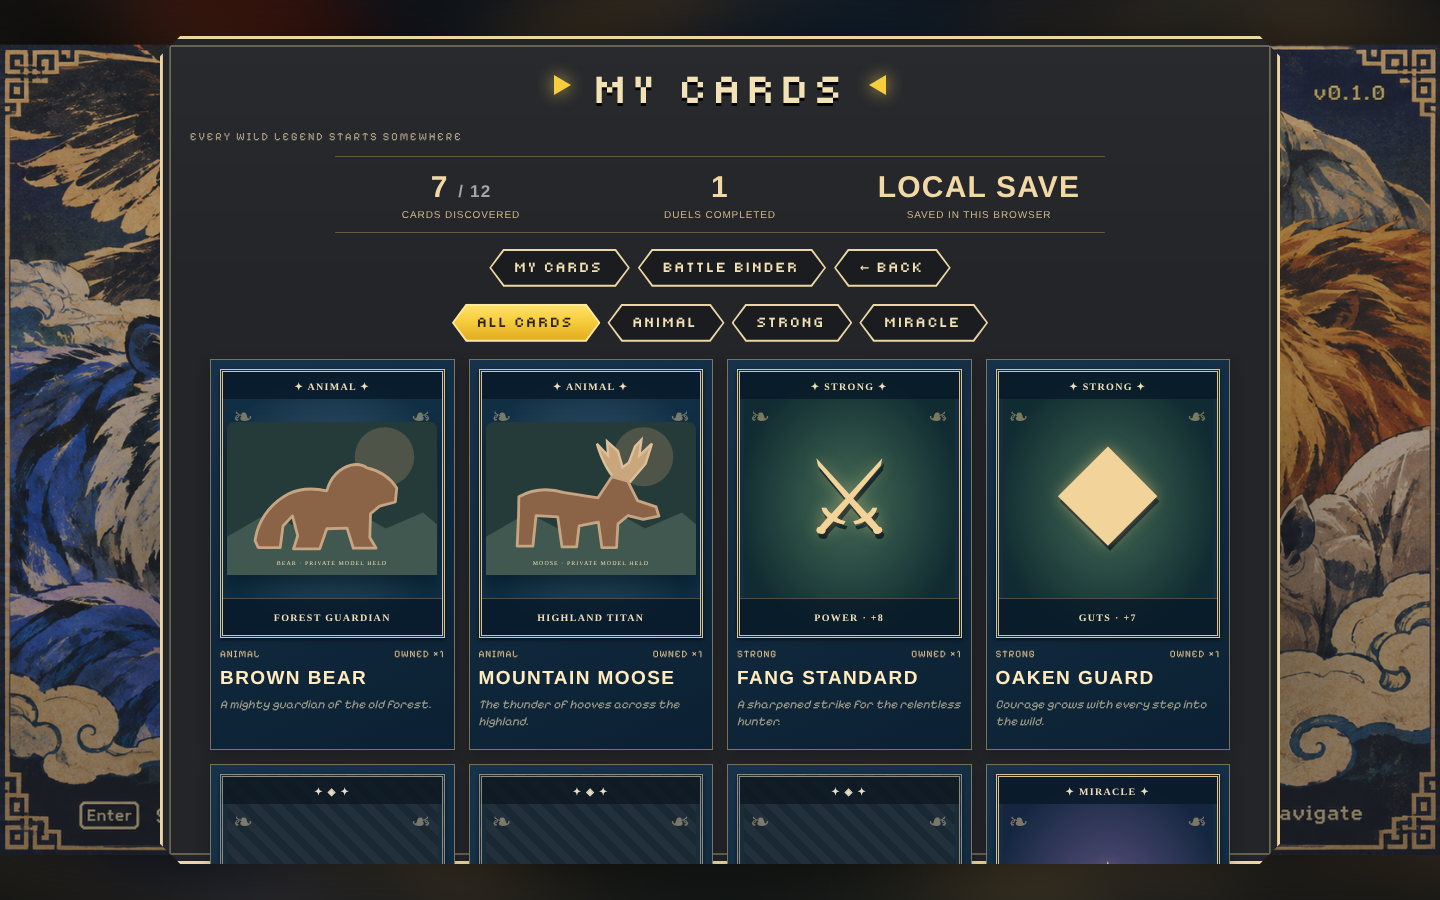 MY CARDS
v0.1.0
EVERY WILD LEGEND STARTS SOMEWHERE
7 / 12
CARDS DISCOVERED
1
DUELS COMPLETED
LOCAL SAVE
SAVED IN THIS BROWSER
MY CARDS
BATTLE BINDER
← BACK
ALL CARDS
ANIMAL
STRONG
MIRACLE
✦ ANIMAL ✦
BEAR · PRIVATE MODEL HELD
FOREST GUARDIAN
ANIMAL
OWNED ×1
BROWN BEAR
A mighty guardian of the old forest.
✦ ANIMAL ✦
MOOSE · PRIVATE MODEL HELD
HIGHLAND TITAN
ANIMAL
OWNED ×1
MOUNTAIN MOOSE
The thunder of hooves across the
highland.
✦ STRONG ✦
POWER · +8
STRONG
OWNED ×1
FANG STANDARD
A sharpened strike for the relentless
hunter.
✦ STRONG ✦
GUTS · +7
STRONG
OWNED ×1
OAKEN GUARD
Courage grows with every step into
the wild.
✦ ◆ ✦
✦ ◆ ✦
✦ ◆ ✦
✦ MIRACLE ✦
Enter
avigate